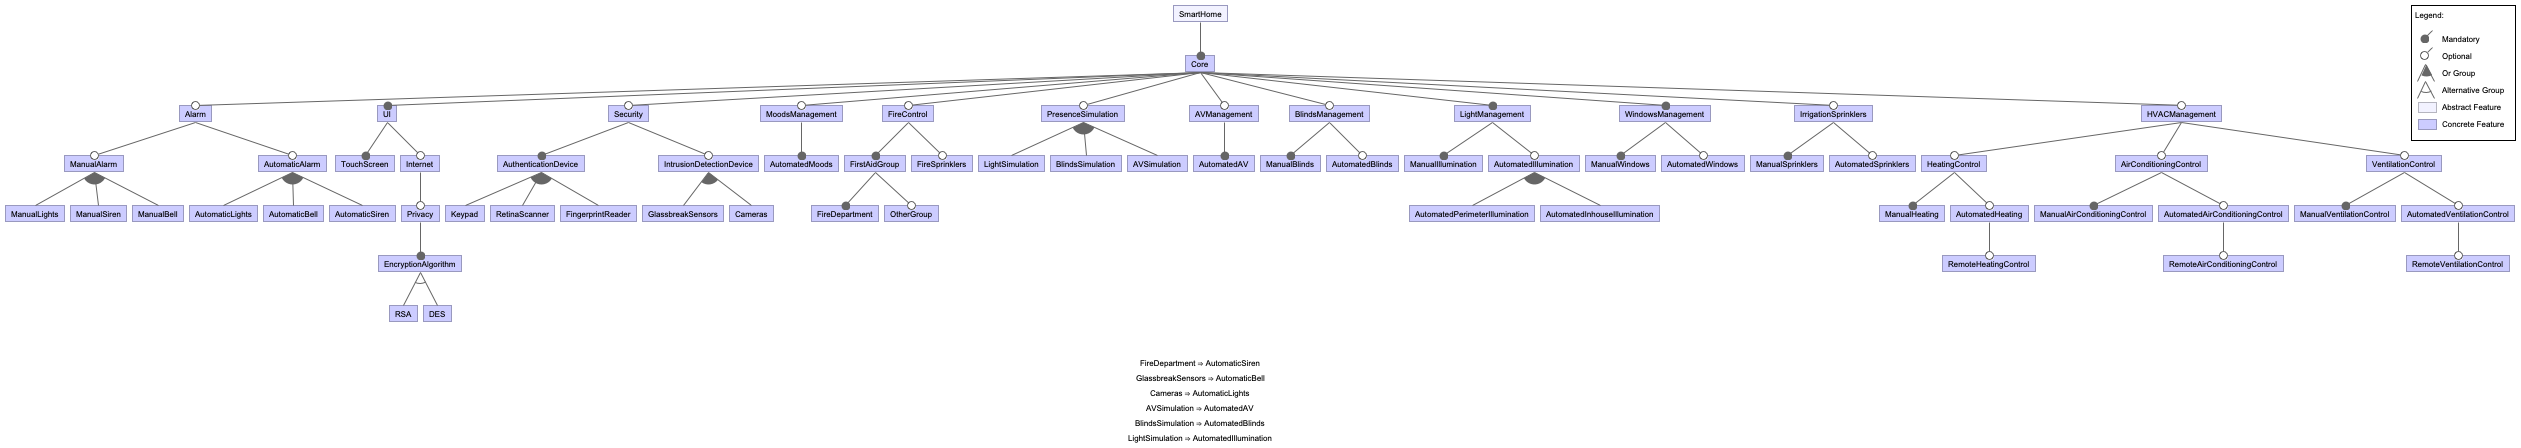 SmartHome
Legend:
Mandatory
Optional
Or Group
Alternative Group
Abstract Feature
Concrete Feature
Core
Alarm
UI
Security
MoodsManagement
FireControl
PresenceSimulation
AVManagement
BlindsManagement
LightManagement
WindowsManagement
IrrigationSprinklers
HVACManagement
ManualAlarm
AutomaticAlarm
TouchScreen
Internet
AuthenticationDevice
IntrusionDetectionDevice
AutomatedMoods
FirstAidGroup
FireSprinklers
LightSimulation
BlindsSimulation
AVSimulation
AutomatedAV
ManualBlinds
AutomatedBlinds
ManualIllumination
AutomatedIllumination
ManualWindows
AutomatedWindows
ManualSprinklers
AutomatedSprinklers
HeatingControl
AirConditioningControl
VentilationControl
ManualLights
ManualSiren
ManualBell
AutomaticLights
AutomaticBell
AutomaticSiren
Privacy
Keypad
RetinaScanner
FingerprintReader
GlassbreakSensors
Cameras
FireDepartment
OtherGroup
AutomatedPerimeterIllumination
AutomatedInhouseIllumination
ManualHeating
AutomatedHeating
ManualAirConditioningControl
AutomatedAirConditioningControl
ManualVentilationControl
AutomatedVentilationControl
EncryptionAlgorithm
RemoteHeatingControl
RemoteAirConditioningControl
RemoteVentilationControl
RSA
DES
FireDepartment ⇒ AutomaticSiren
GlassbreakSensors ⇒ AutomaticBell
Cameras ⇒ AutomaticLights
AVSimulation ⇒ AutomatedAV
BlindsSimulation ⇒ AutomatedBlinds
LightSimulation ⇒ AutomatedIllumination